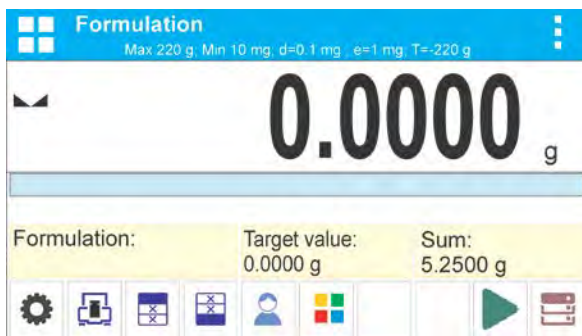 Formulation
Max 220 g; Min 10 mg; d=0.1 mg ; e=1 mg; T=-220 g
0.0000 g
Formulation: Target value: Sum:
0.0000 g 5.2500 g